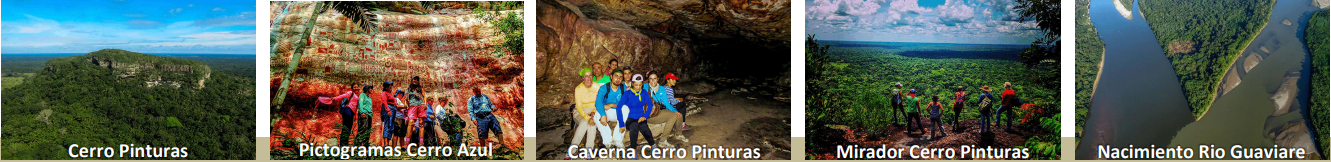 Cerro Pinturas
Pictogramas Cerro Azul
Caverna Cerro Pinturas
Mirador Cerro Pinturas
Nacimiento Rio Guaviare